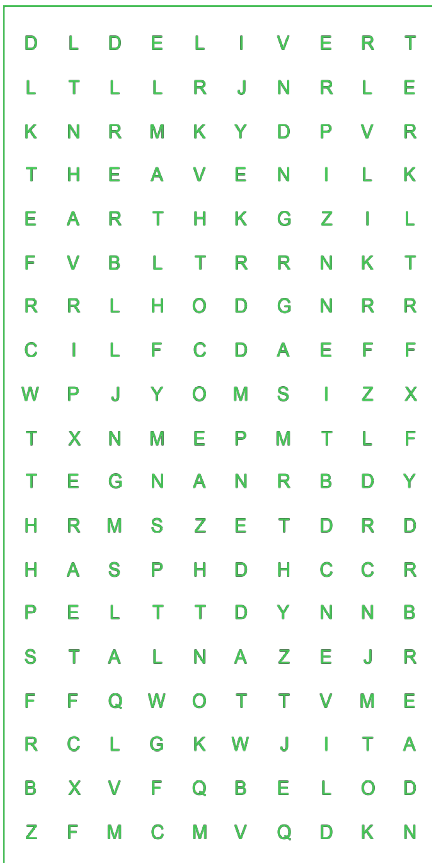 D L D E L I V E R T
L T L L R J N R L E
K N R M K Y D P V R
T H E A V E N I L K
E A R T H K G Z I L
F V B L T R R N K T
R R L H O D G N R R
C I L F C D A E F F
W P J Y O M S I Z X
T X N M E P M T L F
T E G N A N R B D Y
H R M S Z E T D R D
H A S P H D H C C R
P E L T T D Y N N B
S T A L N A Z E J R
F F Q W O T T V M E
R C L G K W J I T A
B X V F Q B E L O D
Z F M C M V Q D K N